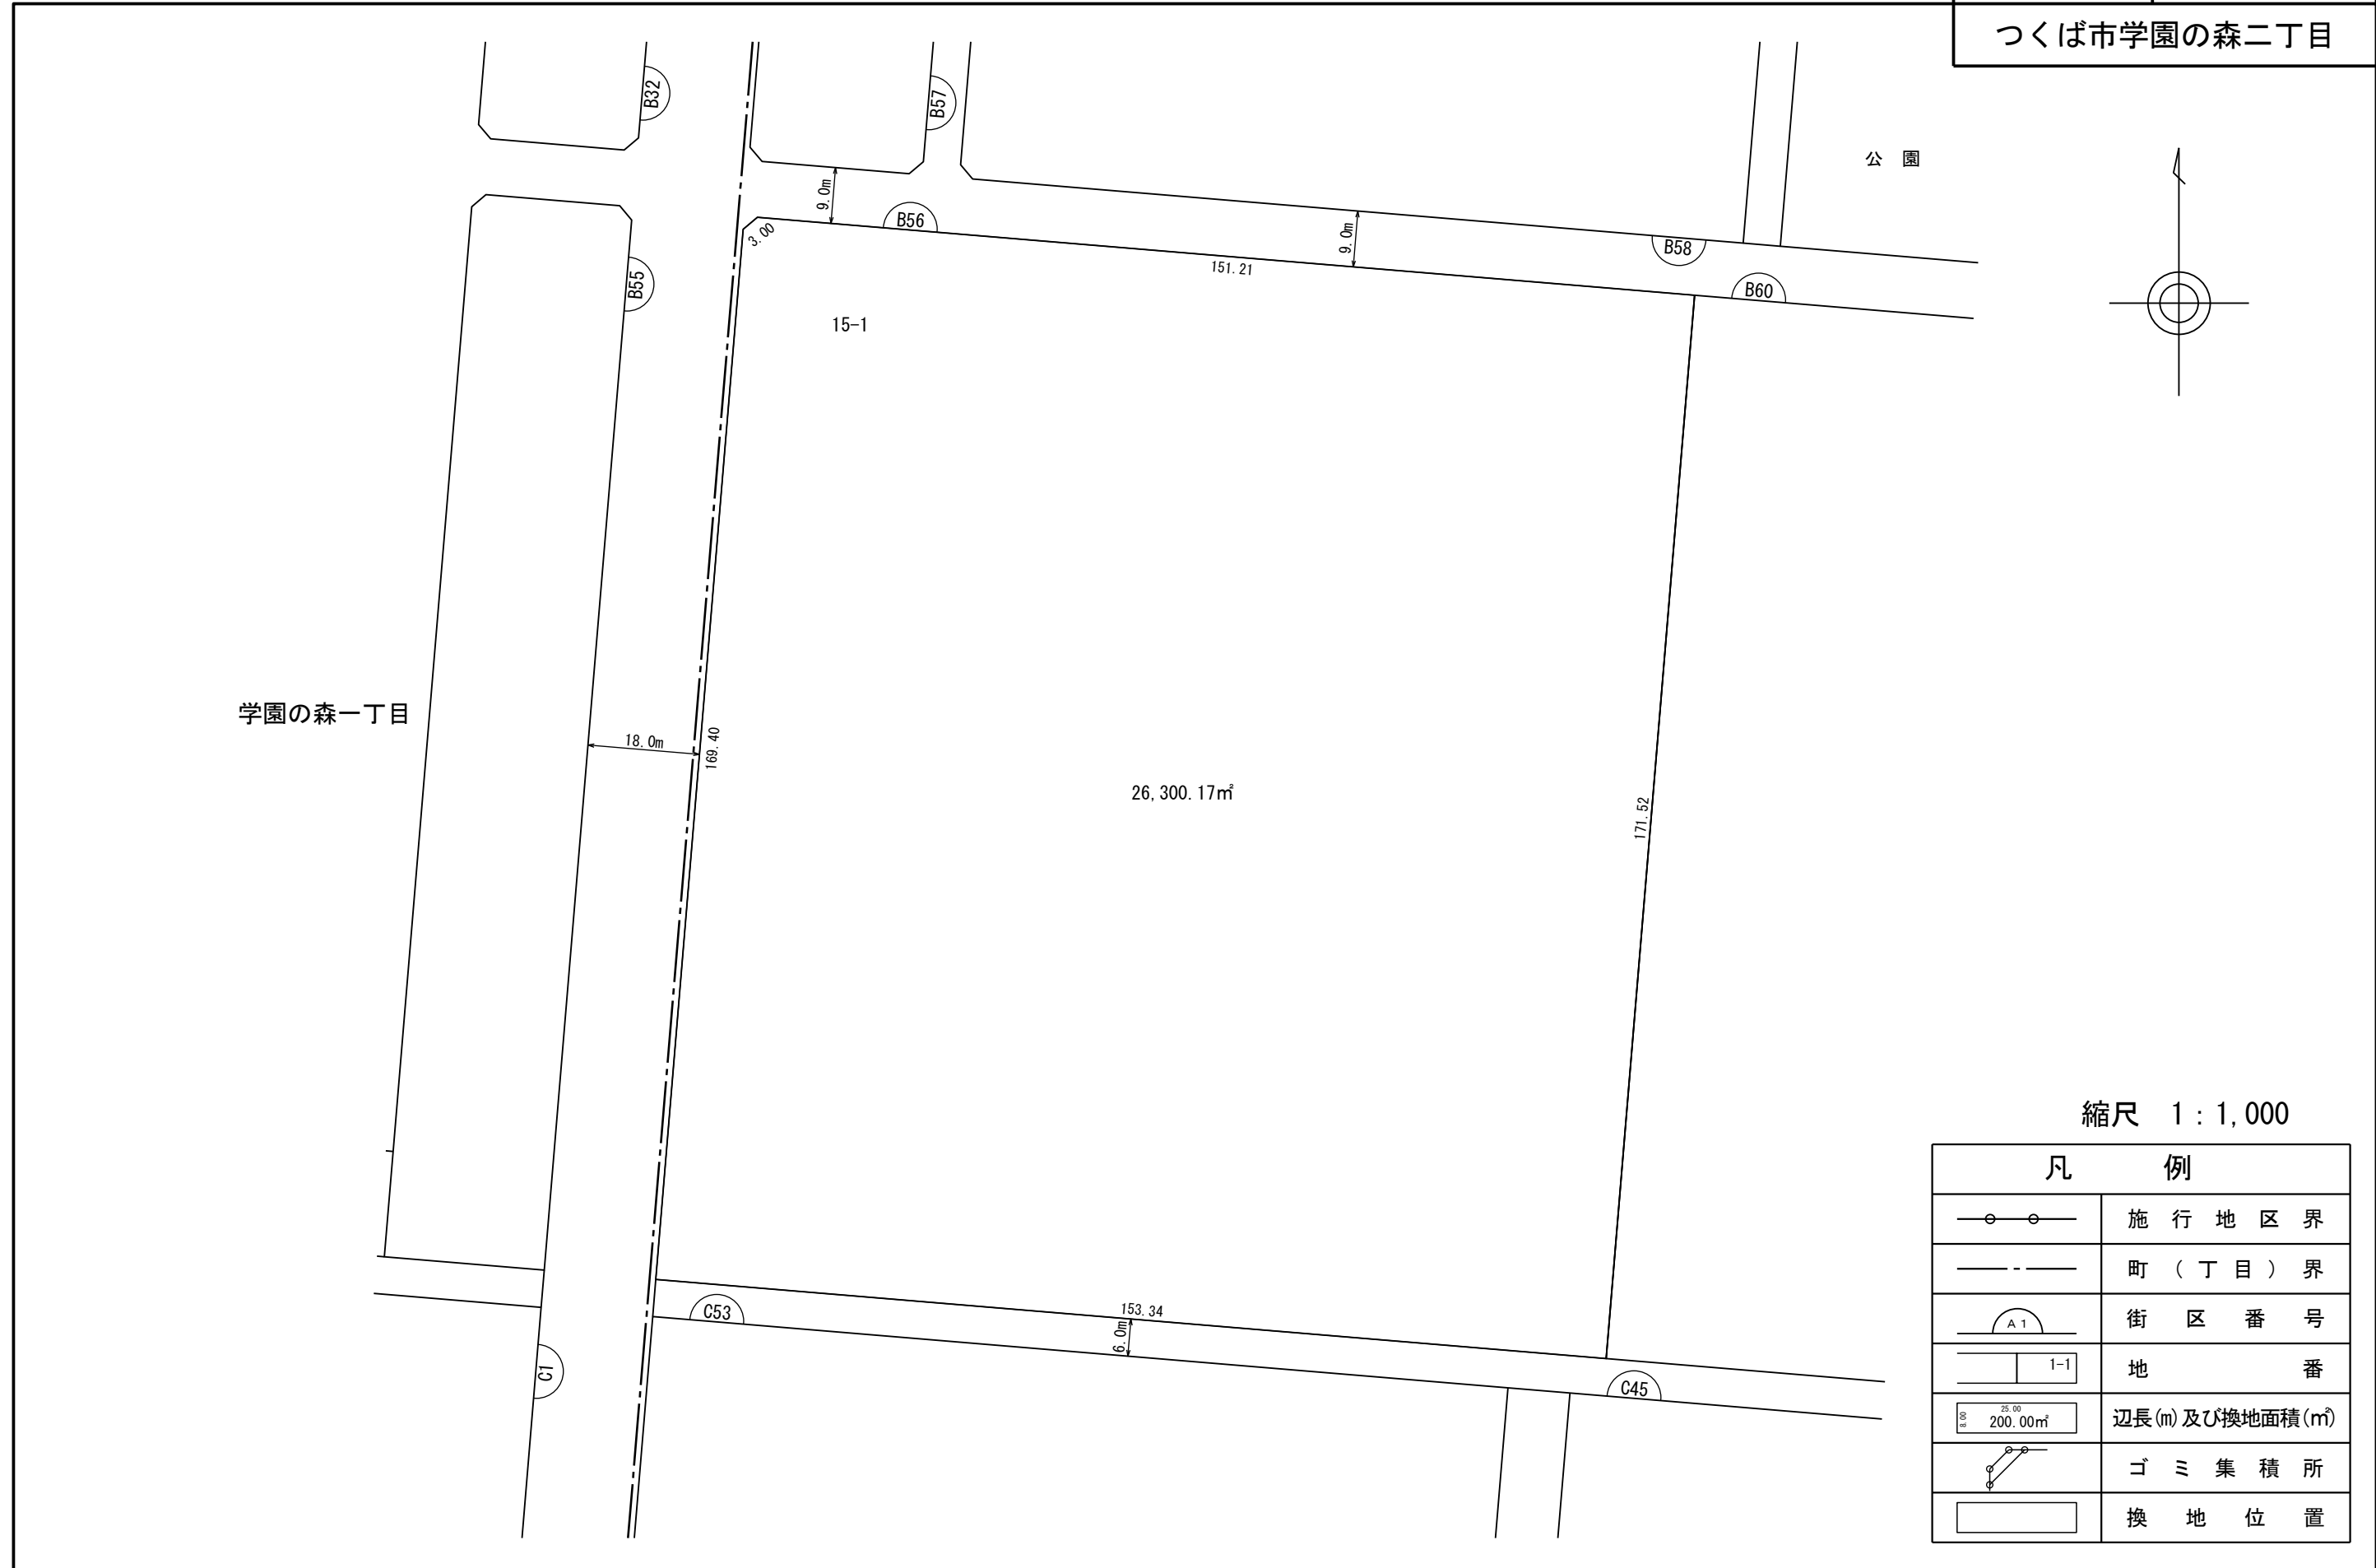 つくば市学園の森二丁目
B32
B57
公 園
9.0m
B56
3.00
9.0m
B58
151.21
B55
B60
15-1
学園の森一丁目
18.0m
169.40
26,300.17㎡
171.52
縮尺 1:1,000
凡 例
施 行 地 区 界
町 ( 丁 目 ) 界
A1
街 区 番 号
1-1
地 番
25.00
8.00
200.00㎡
辺長(m)及び換地面積(㎡)
ゴ ミ 集 積 所
換 地 位 置
153.34
C53
6.0m
C1
C45